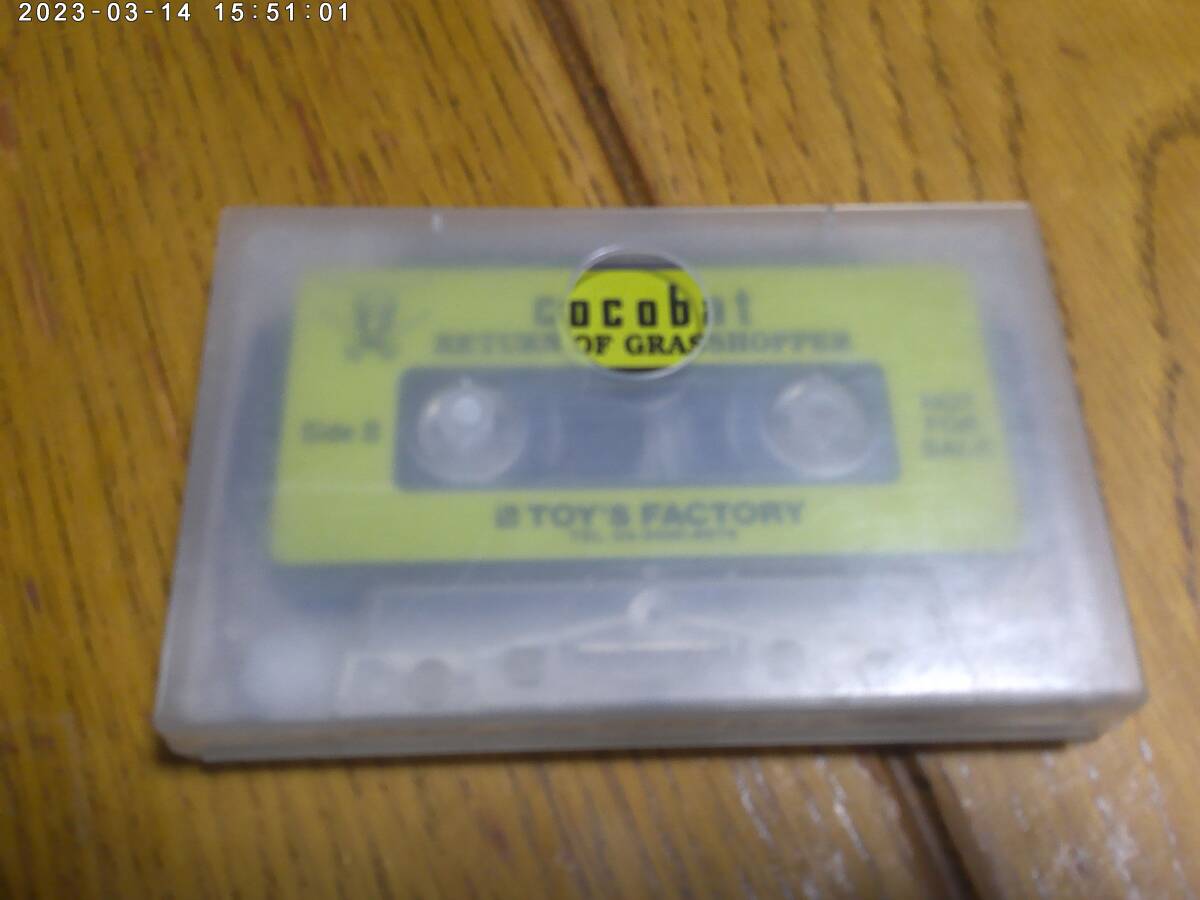 2023-03-14 15:51:01
cocobat
RETURN OF GRASSHOPPER
Side B
NOT
FOR
SALE
TOY'S FACTORY